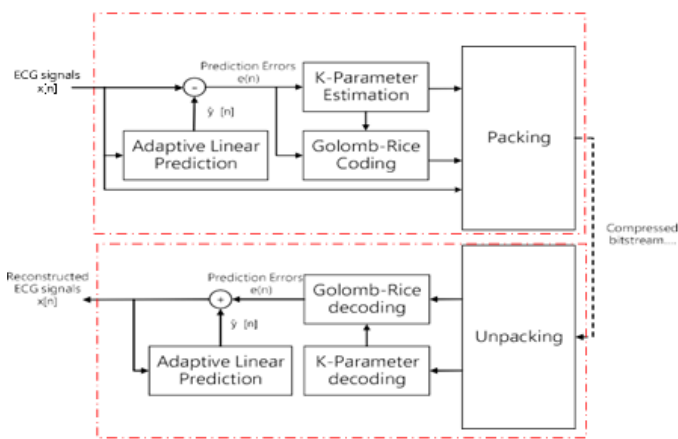 ECG signals
x[n]
Prediction Errors
e(n)
-
ŷ [n]
Adaptive Linear
Prediction
K-Parameter
Estimation
Golomb-Rice
Coding
Packing
Compressed
bitstream....
Reconstructed
ECG signals
x[n]
Prediction Errors
e(n)
+
ŷ [n]
Adaptive Linear
Prediction
Golomb-Rice
decoding
K-Parameter
decoding
Unpacking